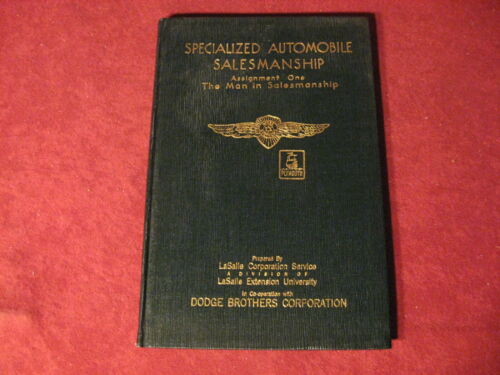 SPECIALIZED AUTOMOBILE
SALESMANSHIP
Assignment One
The Man in Salesmanship
PLYMOUTH
Prepared By
LaSalle Corporation Service
A DIVISION OF
LaSalle Extension University
In Co-operation with
DODGE BROTHERS CORPORATION